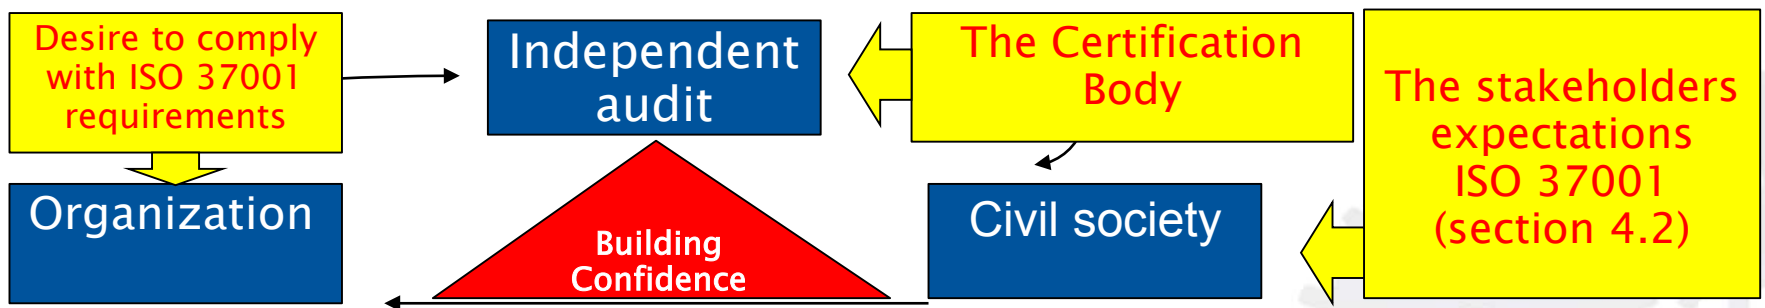 Desire to comply
with ISO 37001
requirements
Independent
audit
The Certification
Body
The stakeholders
expectations
ISO 37001
(section 4.2)
Organization
Building
Confidence
Civil society